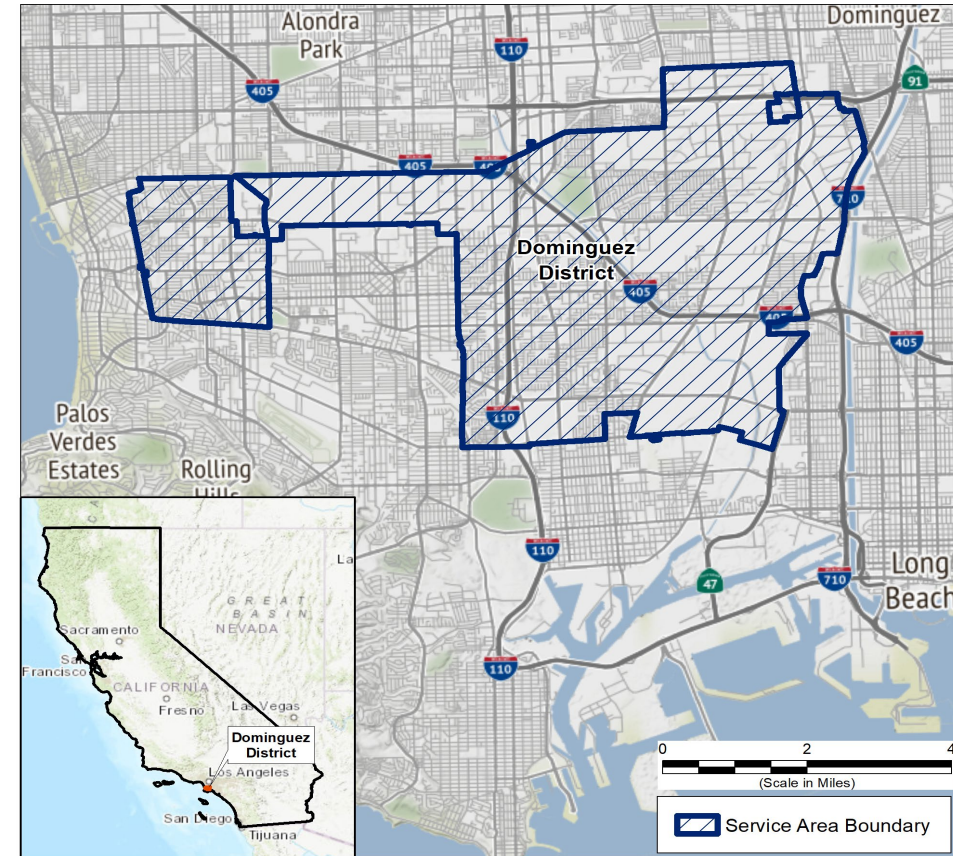 Alondra
Park
Dominguez
110
91
405
405
405
710
Dominguez
District
405
405
405
110
Palos
Verdes
Estates
Rolling
Hills
110
Long
Beach
47
710
110
La
GREAT
BASIN
NEVADA
Sacramento
San
Francisco
CALIFORNIA
Fresno
Las Vegas
Dominguez
District
Los Angeles
San Diego
Tijuana
0 2 4
(Scale in Miles)
Service Area Boundary